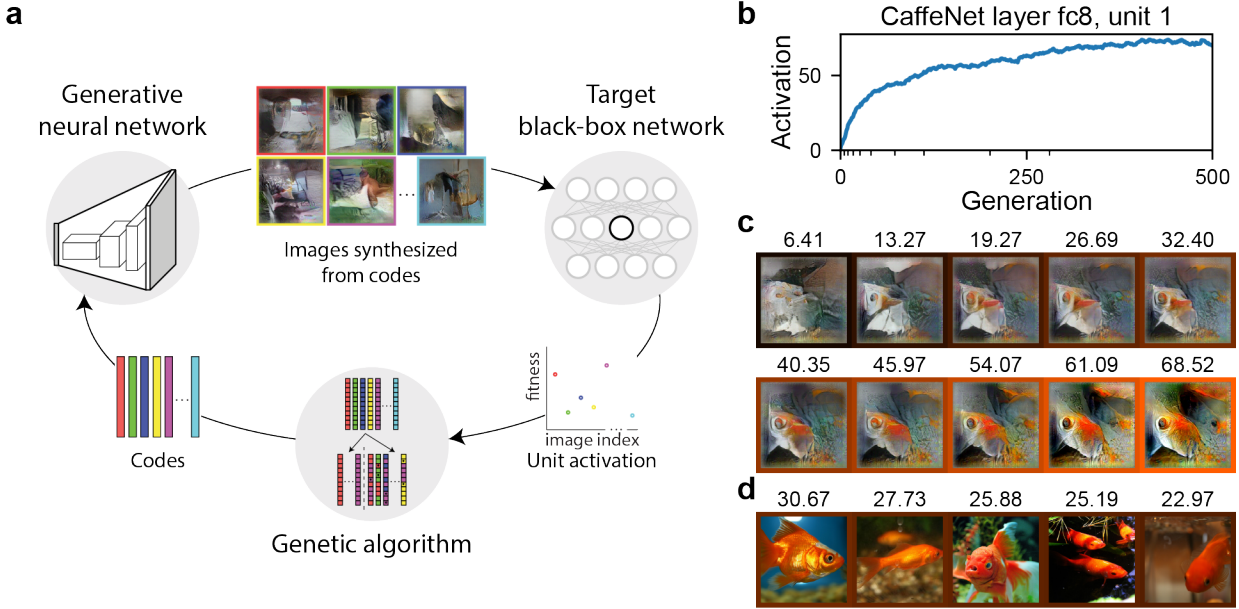 a
Generative
neural network
Images synthesized
from codes
...
Target
black-box network
fitness
image index
...
Unit activation
Genetic algorithm
Codes
...
b
CaffeNet layer fc8, unit 1
Activation
50
0
0
250
500
Generation
c
6.41 13.27 19.27 26.69 32.40
40.35 45.97 54.07 61.09 68.52
d
30.67 27.73 25.88 25.19 22.97